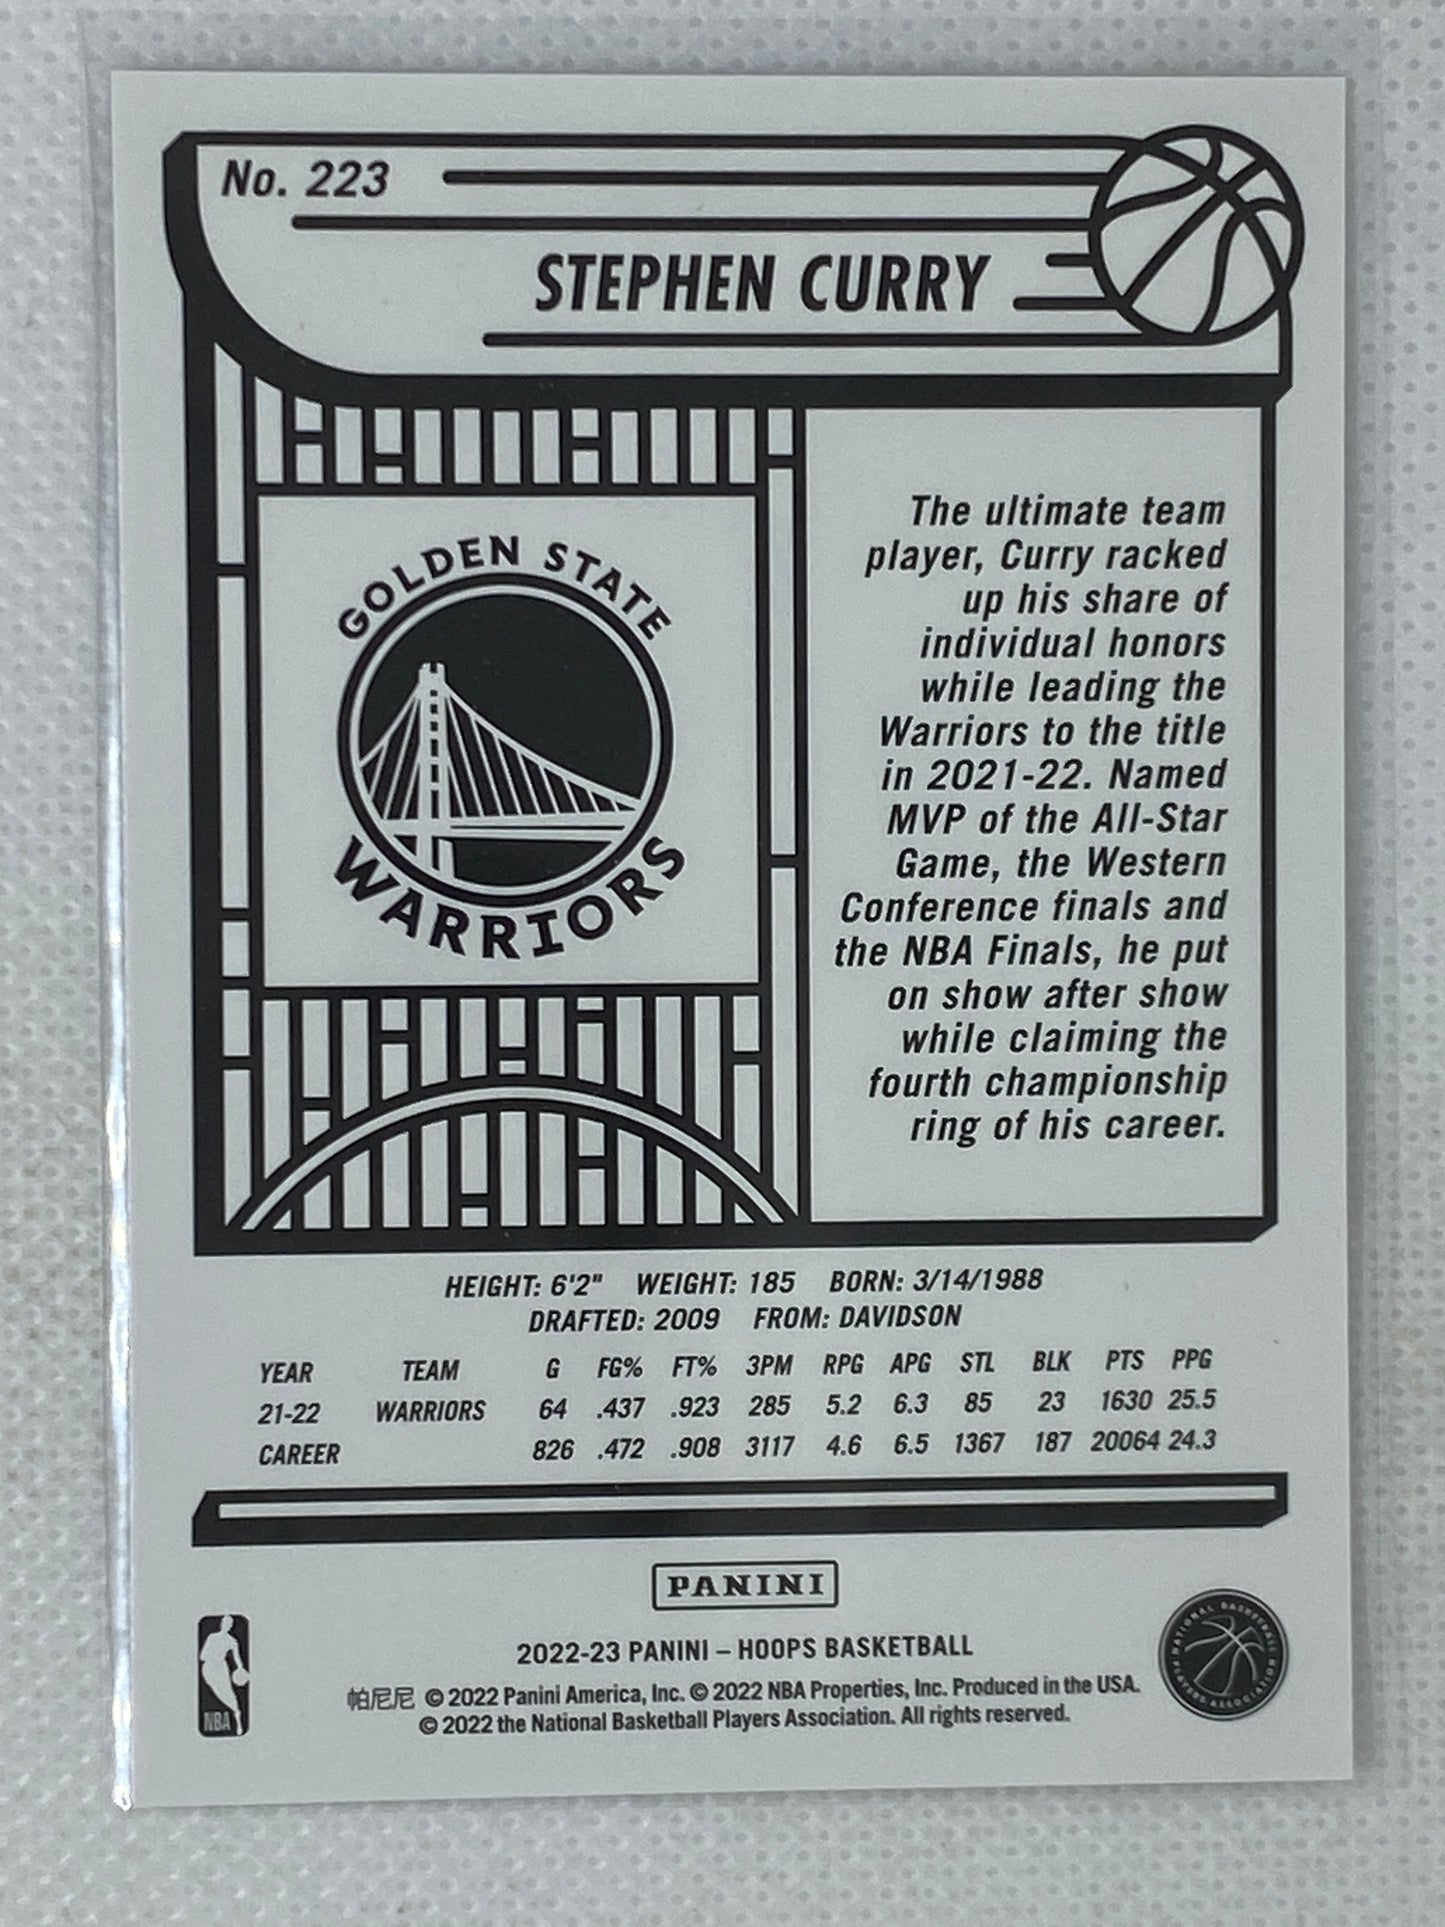 No. 223
STEPHEN CURRY
GOLDEN STATE
WARRIORS
The ultimate team
player, Curry racked
up his share of
individual honors
while leading the
Warriors to the title
in 2021-22. Named
MVP of the All-Star
Game, the Western
Conference finals and
the NBA Finals, he put
on show after show
while claiming the
fourth championship
ring of his career.
HEIGHT: 6'2" WEIGHT: 185 BORN: 3/14/1988
DRAFTED: 2009 FROM: DAVIDSON
YEAR TEAM G FG% FT% 3PM RPG APG STL BLK PTS PPG
21-22 WARRIORS 64 .437 .923 285 5.2 6.3 85 23 1630 25.5
CAREER 826 .472 .908 3117 4.6 6.5 1367 187 20064 24.3
PANINI
2022-23 PANINI – HOOPS BASKETBALL
帕尼尼 © 2022 Panini America, Inc. © 2022 NBA Properties, Inc. Produced in the USA.
© 2022 the National Basketball Players Association. All rights reserved.
NBA
NATIONAL BASKETBALL
PLAYERS ASSOCIATION